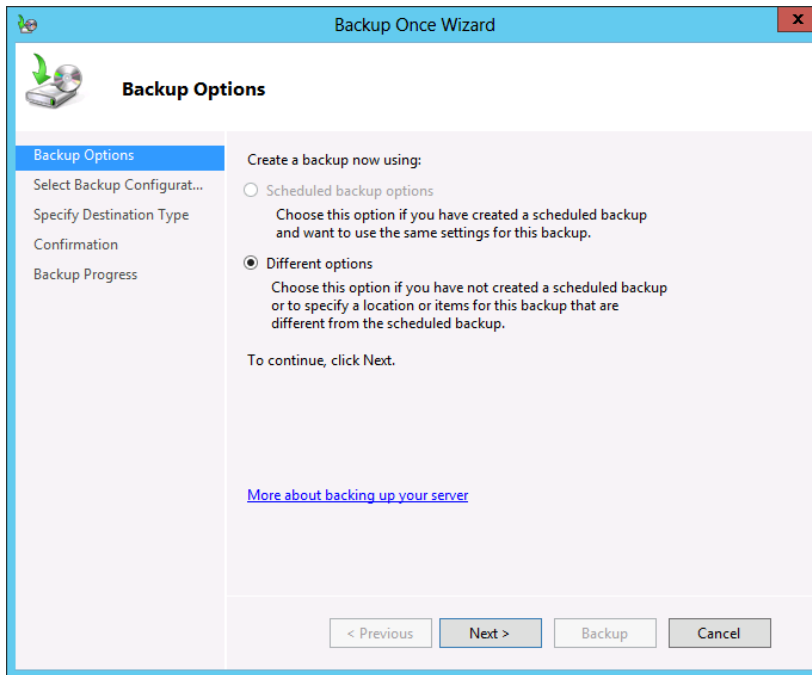 Backup Once Wizard
x
Backup Options
Backup Options
Select Backup Configurat...
Specify Destination Type
Confirmation
Backup Progress
Create a backup now using:
Scheduled backup options
Choose this option if you have created a scheduled backup
and want to use the same settings for this backup.
Different options
Choose this option if you have not created a scheduled backup
or to specify a location or items for this backup that are
different from the scheduled backup.
To continue, click Next.
More about backing up your server
< Previous
Next >
Backup
Cancel